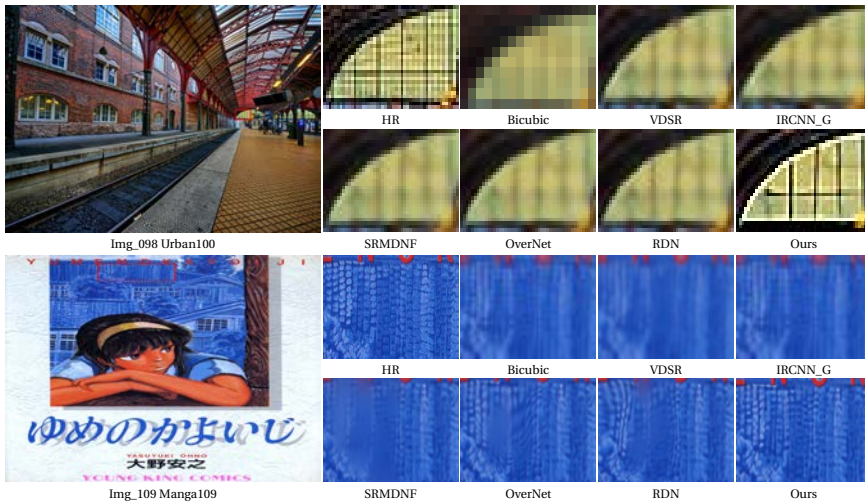 HR
Bicubic
VDSR
IRCNN_G
SRMDNF
OverNet
RDN
Ours
Img_098 Urban100
Y U M E N O K A Y O I J I
ゆめのかよいじ
YASUYUKI OHNO
大野安之
YOUNG KING COMICS
HR
Bicubic
VDSR
IRCNN_G
SRMDNF
OverNet
RDN
Ours
Img_109 Manga109